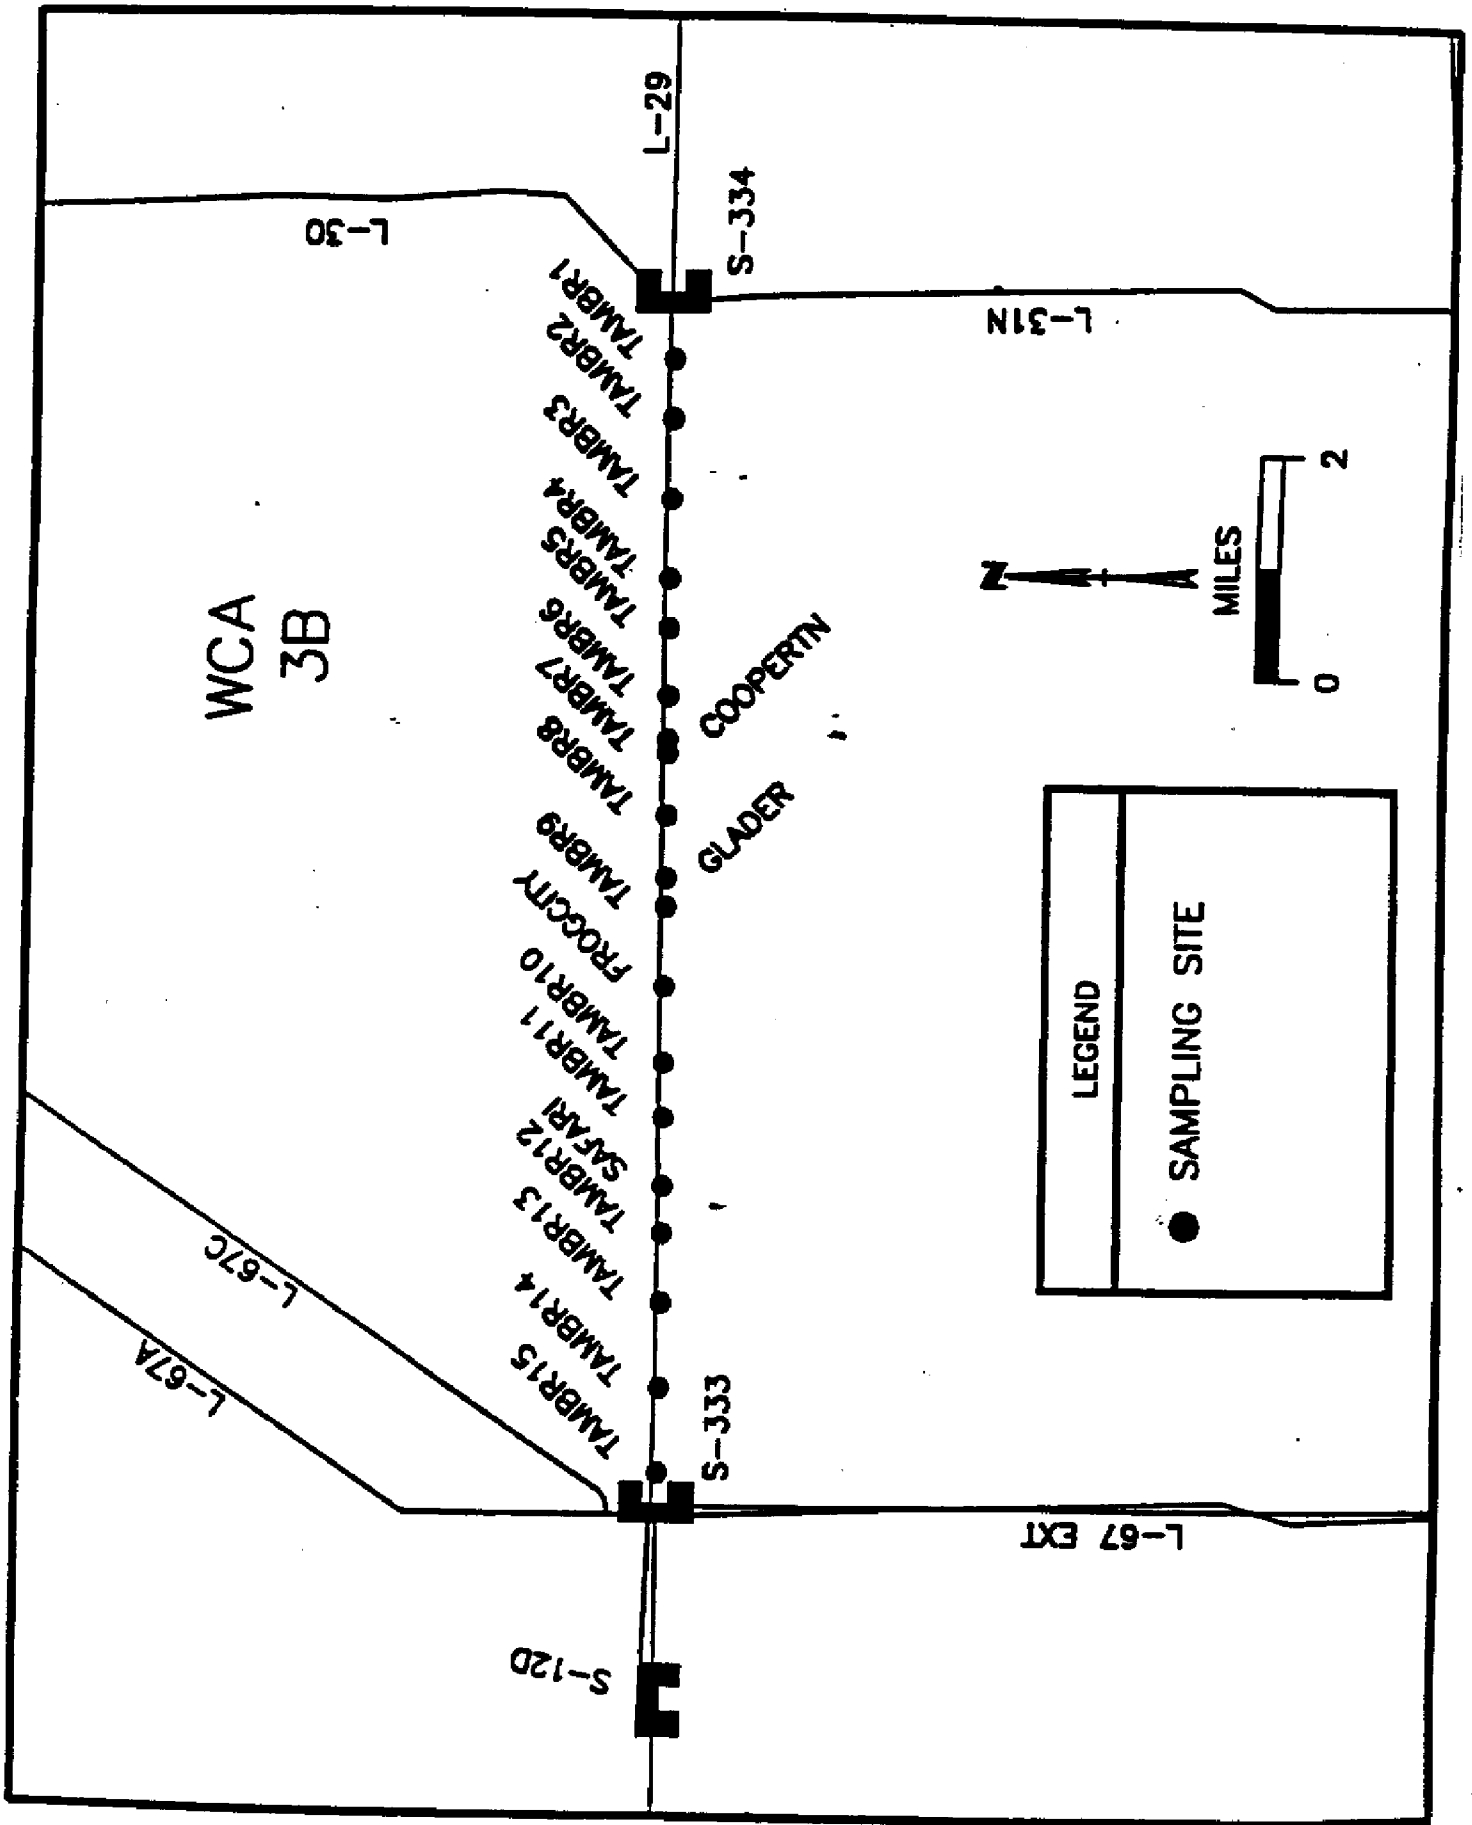 WCA
3B
L-67A
L-67C
L-30
L-29
S-12D
S-333
S-334
TAMBR15
TAMBR14
TAMBR13
TAMBR12
SAFARI
TAMBR11
TAMBR10
FROGCITY
TAMBR9
TAMBR8
TAMBR7
TAMBR6
TAMBR5
TAMBR4
TAMBR3
TAMBR2
TAMBR1
GLADER
COOPERTN
L-67 EXT
L-31N
N
MILES
0 2
LEGEND
SAMPLING SITE